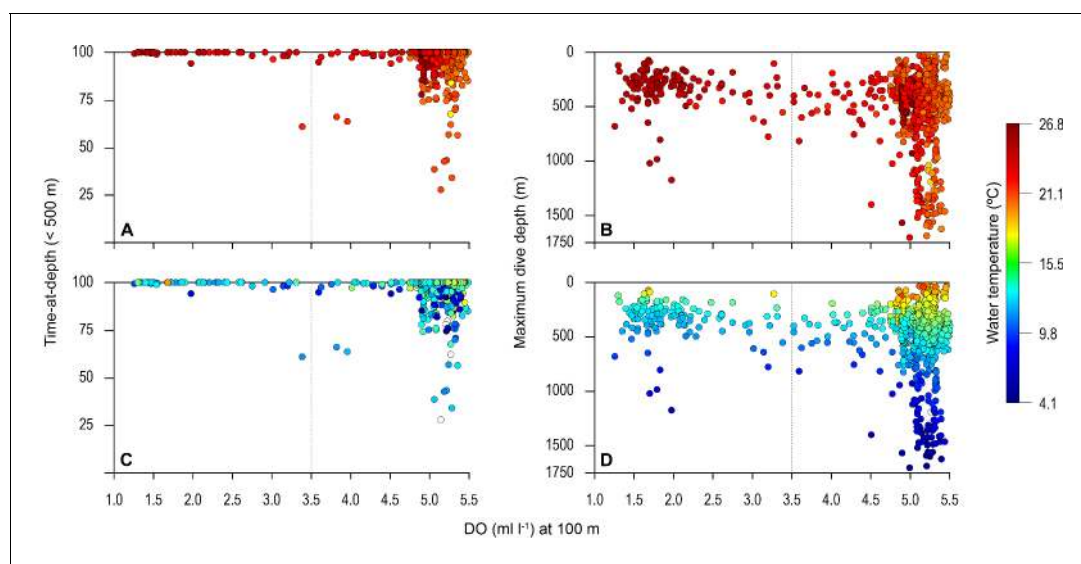 100
75
50
25
A
Time-at-depth (< 500 m)
0
500
1000
1250
1750
B
Maximum dive depth (m)
100
75
50
25
C
1.0 1.5 2.0 2.5 3.0 3.5 4.0 4.5 5.0 5.5
0
500
1000
1250
1750
D
1.0 1.5 2.0 2.5 3.0 3.5 4.0 4.5 5.0 5.5
DO (ml l-¹) at 100 m
26.8
21.1
15.5
9.8
4.1
Water temperature (ºC)